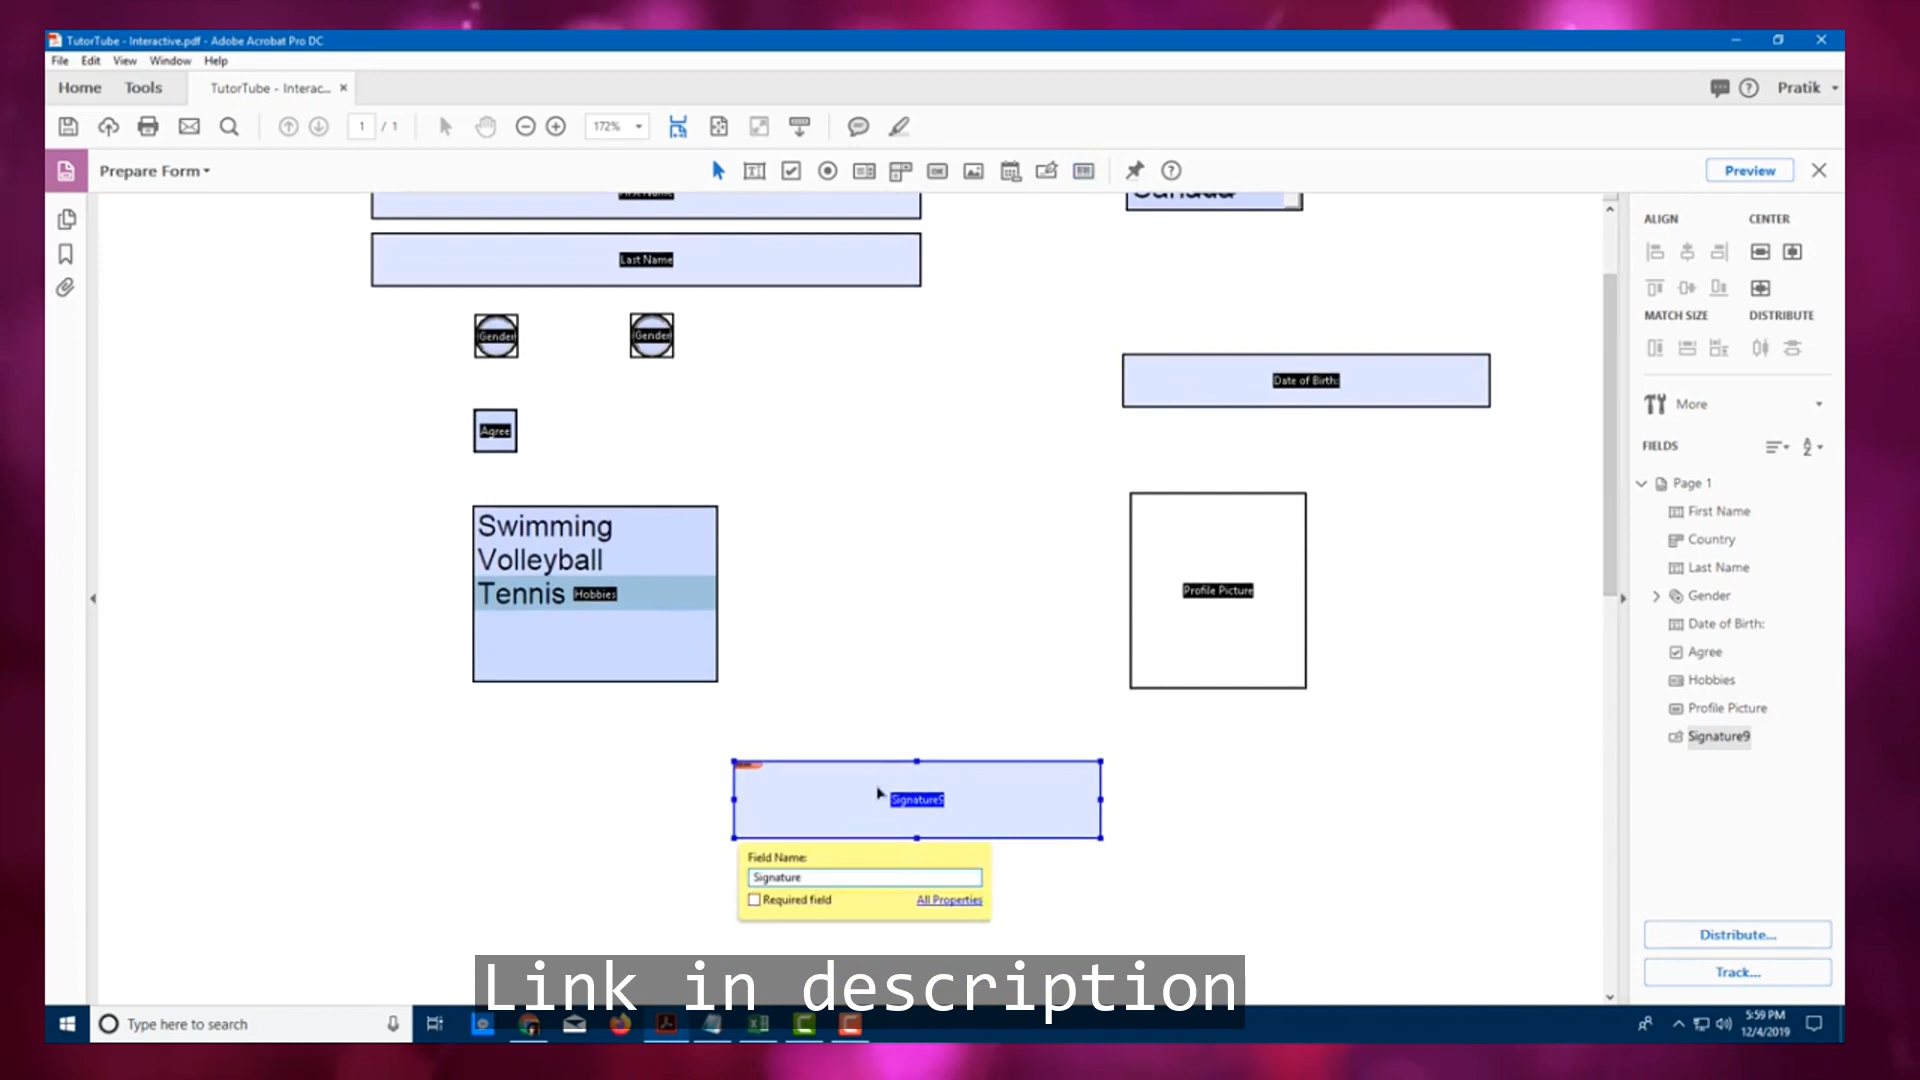 TutorTube - Interactive.pdf - Adobe Acrobat Pro DC
File Edit View Window Help
Home Tools TutorTube - Interac... Pratik
1 / 1 172%
Prepare Form Preview
First Name
Last Name
Gender Gender
Date of Birth:
Agree
Swimming
Volleyball
Tennis Hobbies
Profile Picture
Signature9
Field Name:
Signature
Required field All Properties
ALIGN CENTER
MATCH SIZE DISTRIBUTE
More
FIELDS
Page 1
First Name
Country
Last Name
Gender
Date of Birth:
Agree
Hobbies
Profile Picture
Signature9
Distribute...
Track...
Link in description
Type here to search
5:59 PM
12/4/2019